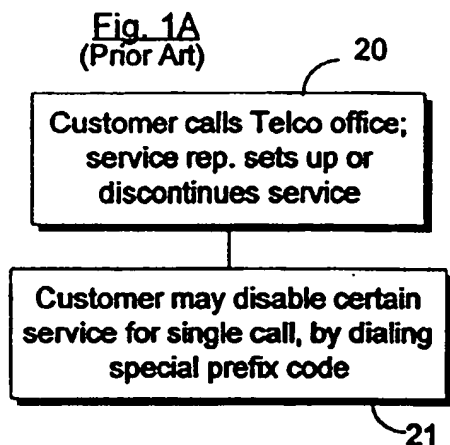 Fig. 1A
(Prior Art)
20
Customer calls Telco office;
service rep. sets up or
discontinues service
Customer may disable certain
service for single call, by dialing
special prefix code
21